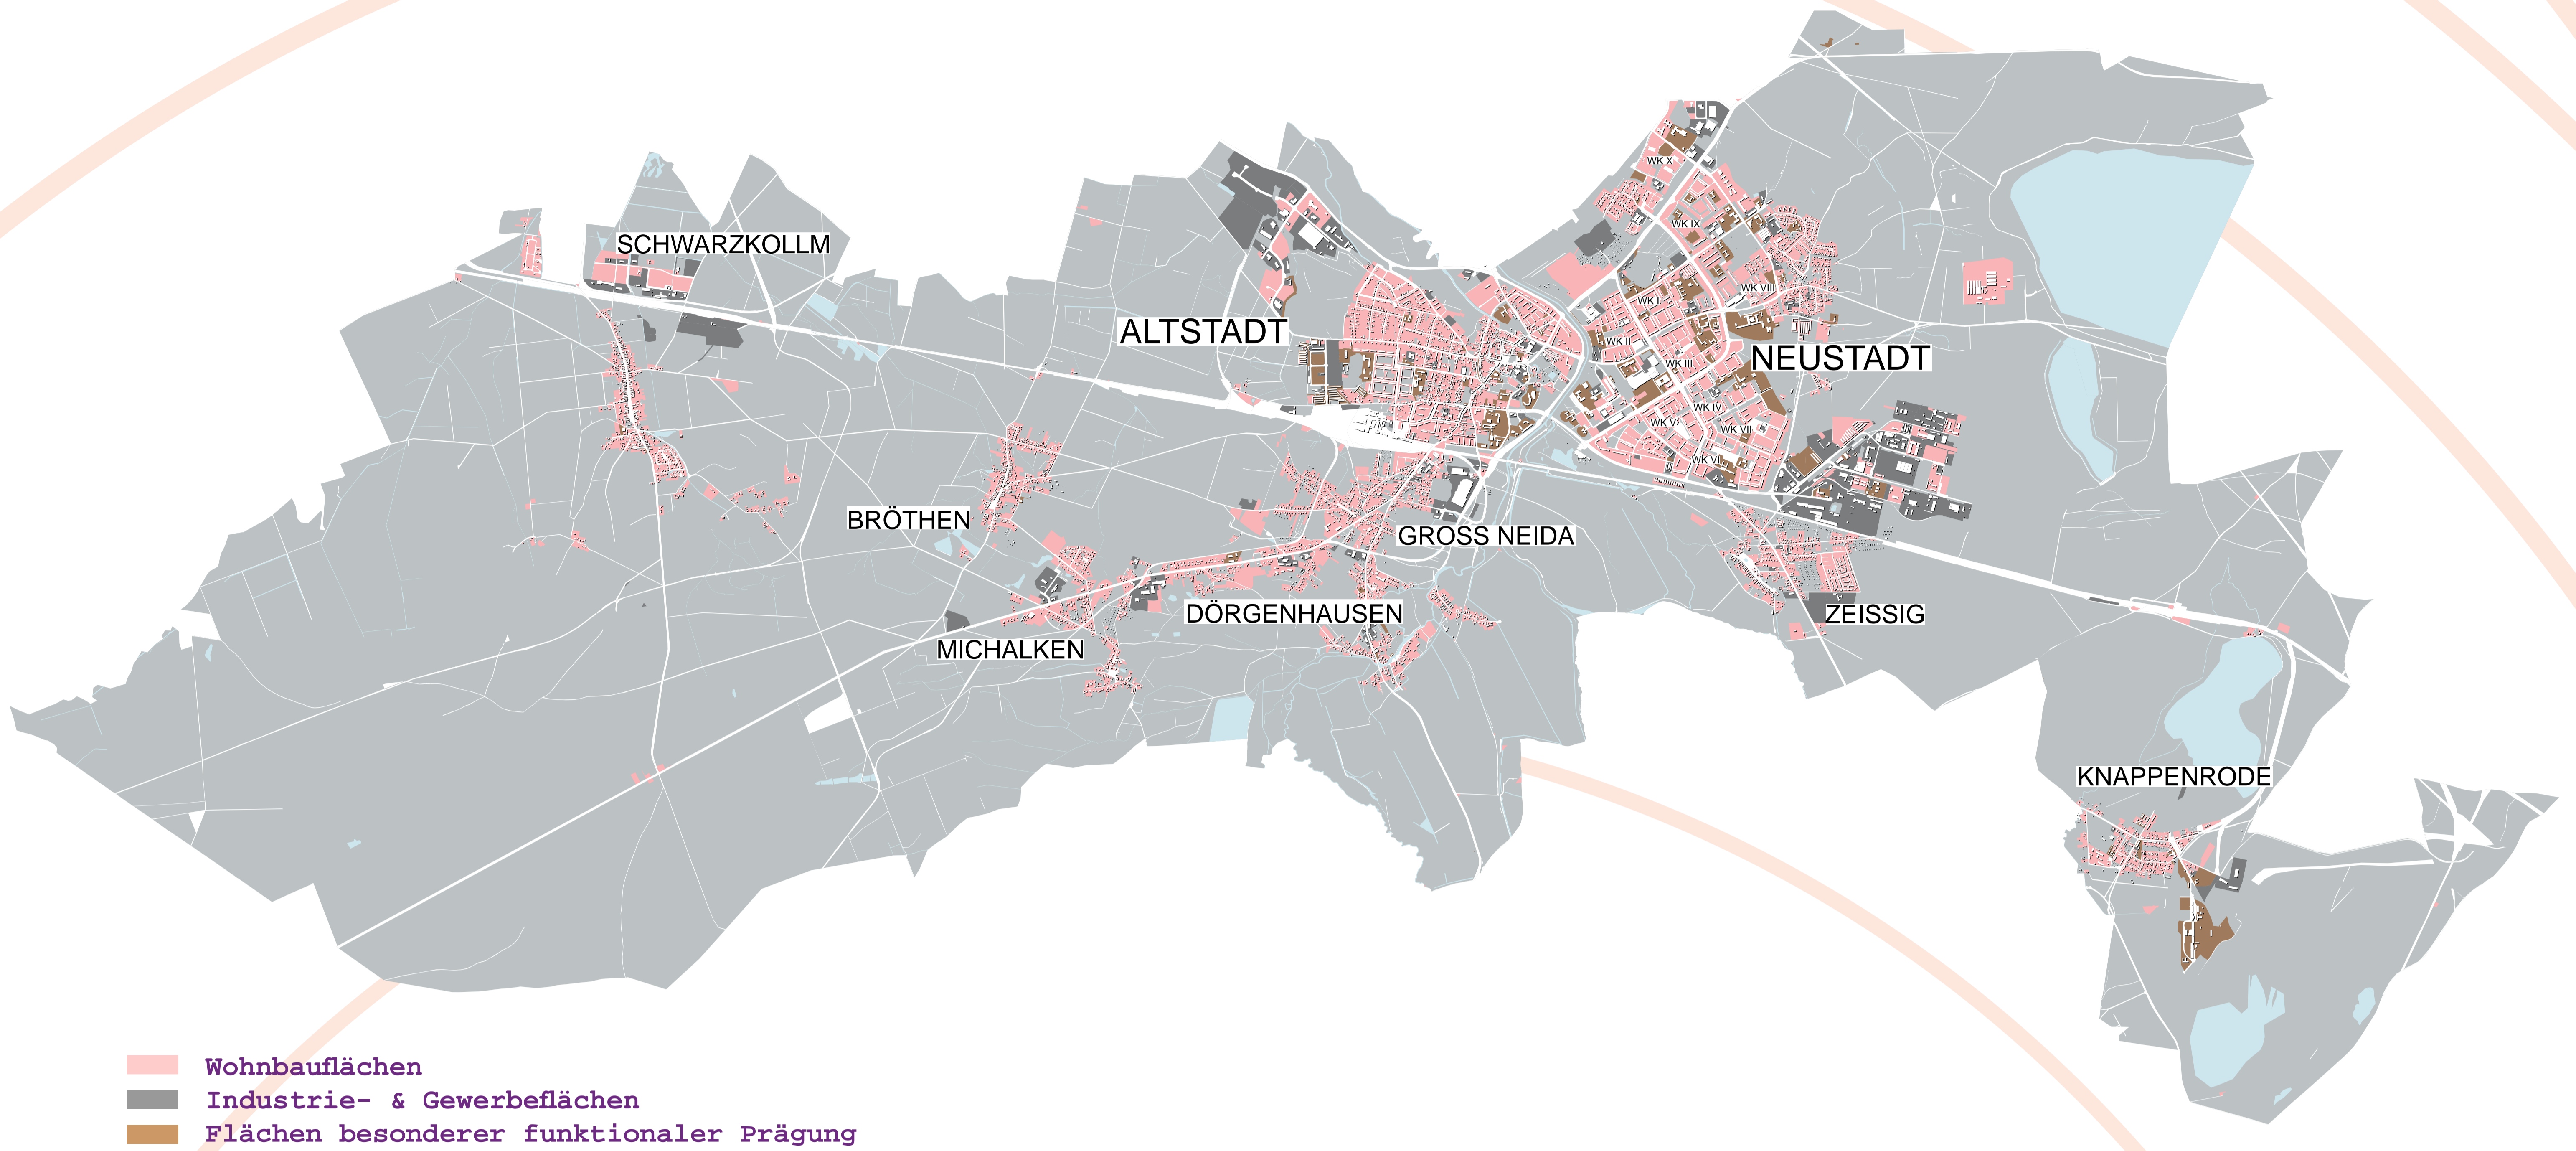 WK X
WK IX
SCHWARZKOLLM
WK VIII
WK I
ALTSTADT
WK II
NEUSTADT
WK III
WK IV
WK V
WK VII
WK VI
BRÖTHEN
GROSS NEIDA
DÖRGENHAUSEN
ZEISSIG
MICHALKEN
KNAPPENRODE
Wohnbauflächen
Industrie- & Gewerbeflächen
Flächen besonderer funktionaler Prägung